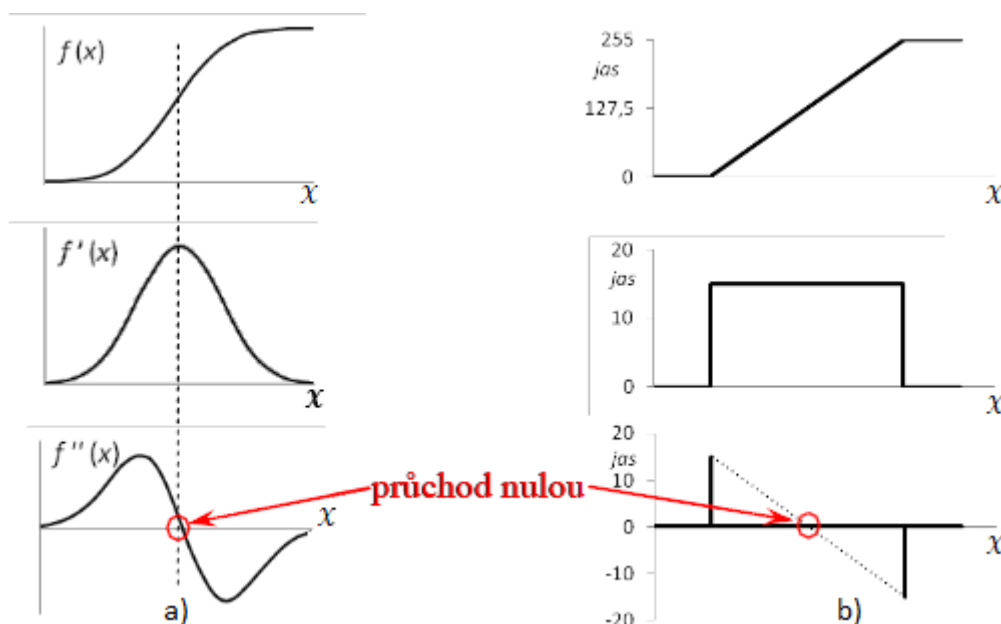 f(x)
x
f'(x)
x
f''(x)
x
a)
255
jas
127,5
0
x
20
jas
10
0
x
20
jas
10
0
-10
-20
x
b)
průchod nulou